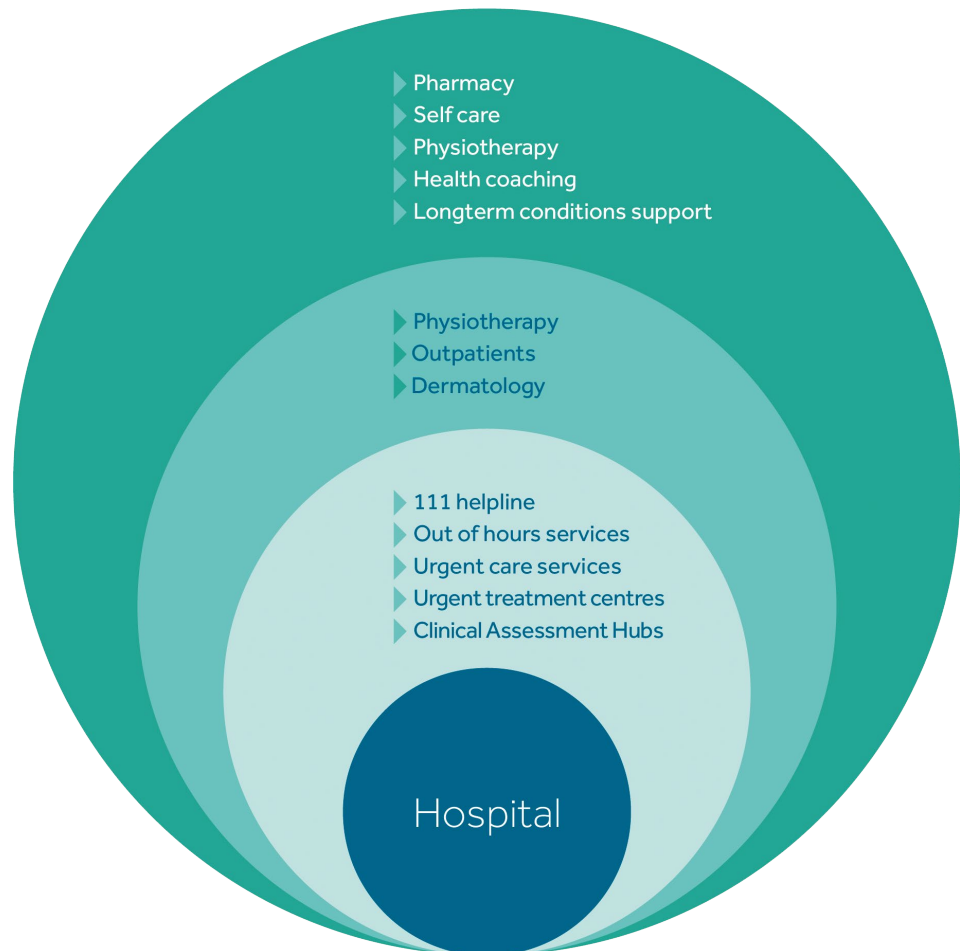 Pharmacy
Self care
Physiotherapy
Health coaching
Longterm conditions support
Physiotherapy
Outpatients
Dermatology
111 helpline
Out of hours services
Urgent care services
Urgent treatment centres
Clinical Assessment Hubs
Hospital